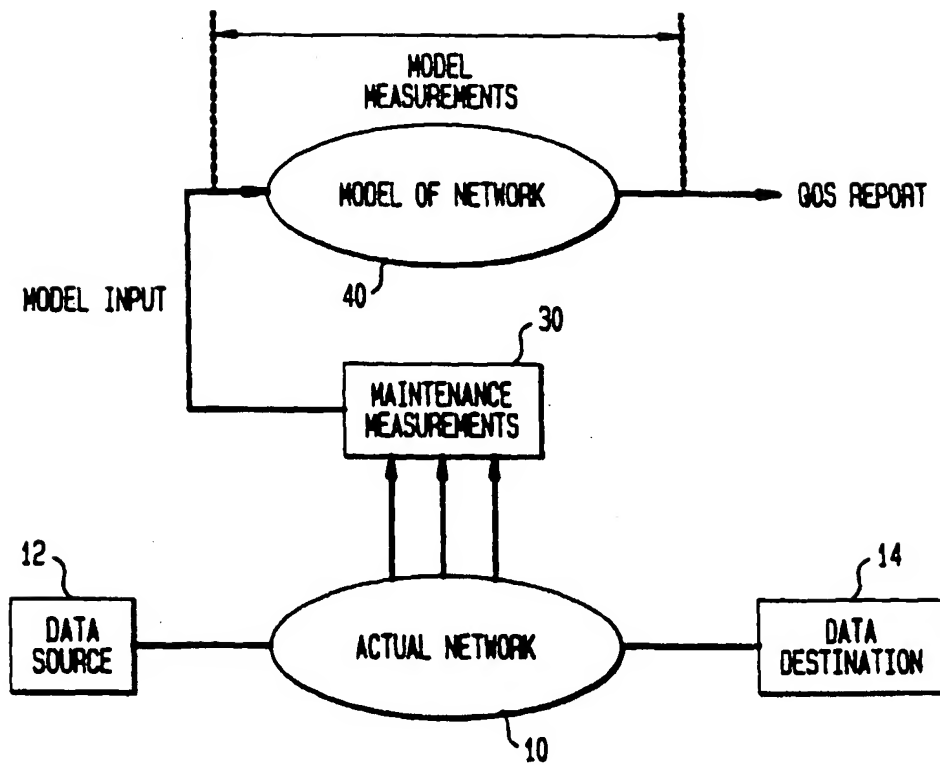 MODEL
MEASUREMENTS
MODEL OF NETWORK
QOS REPORT
40
MODEL INPUT
30
MAINTENANCE
MEASUREMENTS
12
14
DATA
SOURCE
ACTUAL NETWORK
DATA
DESTINATION
10